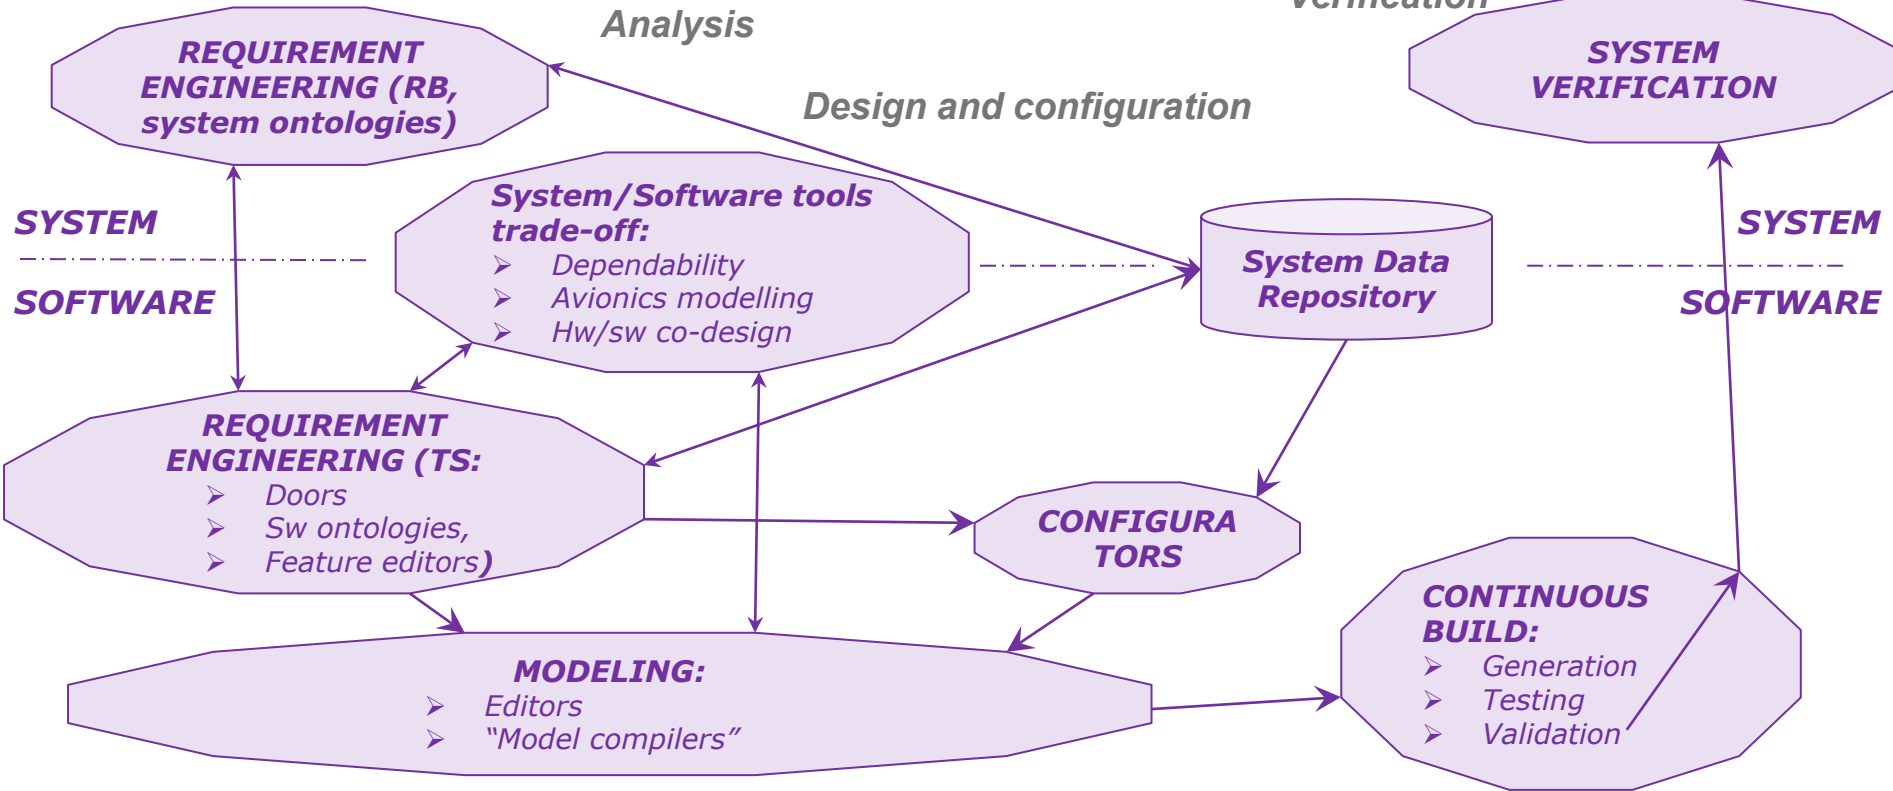 Analysis
Verification
REQUIREMENT
ENGINEERING (RB,
system ontologies)
SYSTEM
VERIFICATION
Design and configuration
System/Software tools
trade-off:
➢ Dependability
➢ Avionics modelling
➢ Hw/sw co-design
SYSTEM
SOFTWARE
System Data
Repository
SYSTEM
SOFTWARE
REQUIREMENT
ENGINEERING (TS:
➢ Doors
➢ Sw ontologies,
➢ Feature editors)
CONFIGURA
TORS
MODELING:
➢ Editors
➢ “Model compilers”
CONTINUOUS
BUILD:
➢ Generation
➢ Testing
➢ Validation